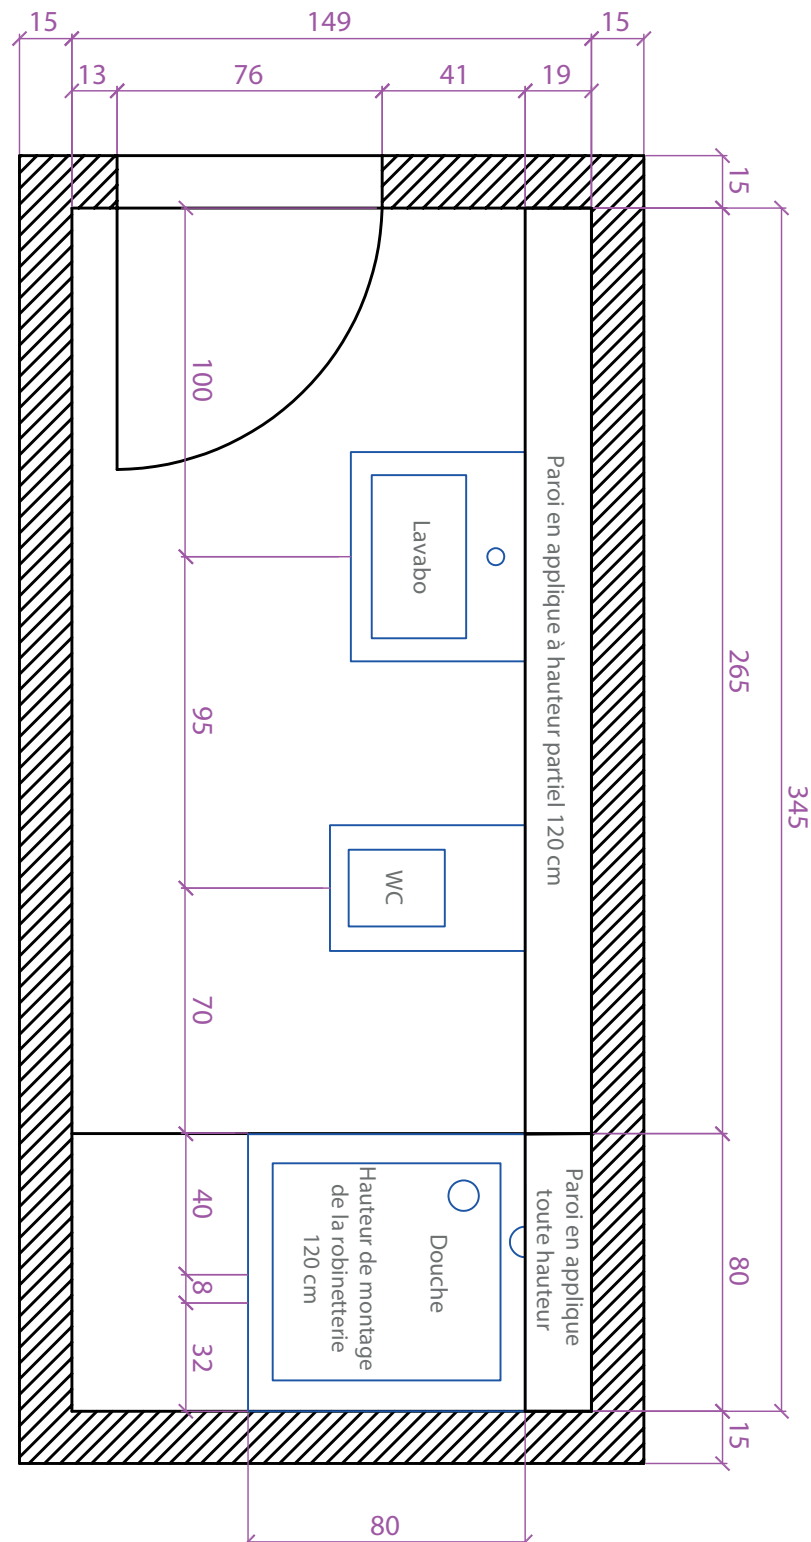 15
149
15
13
76
41
19
15
345
265
100
Paroi en applique à hauteur partiel 120 cm
Lavabo
95
WC
70
80
Paroi en applique
toute hauteur
Douche
Hauteur de montage
de la robinetterie
120 cm
40
8
32
15
80